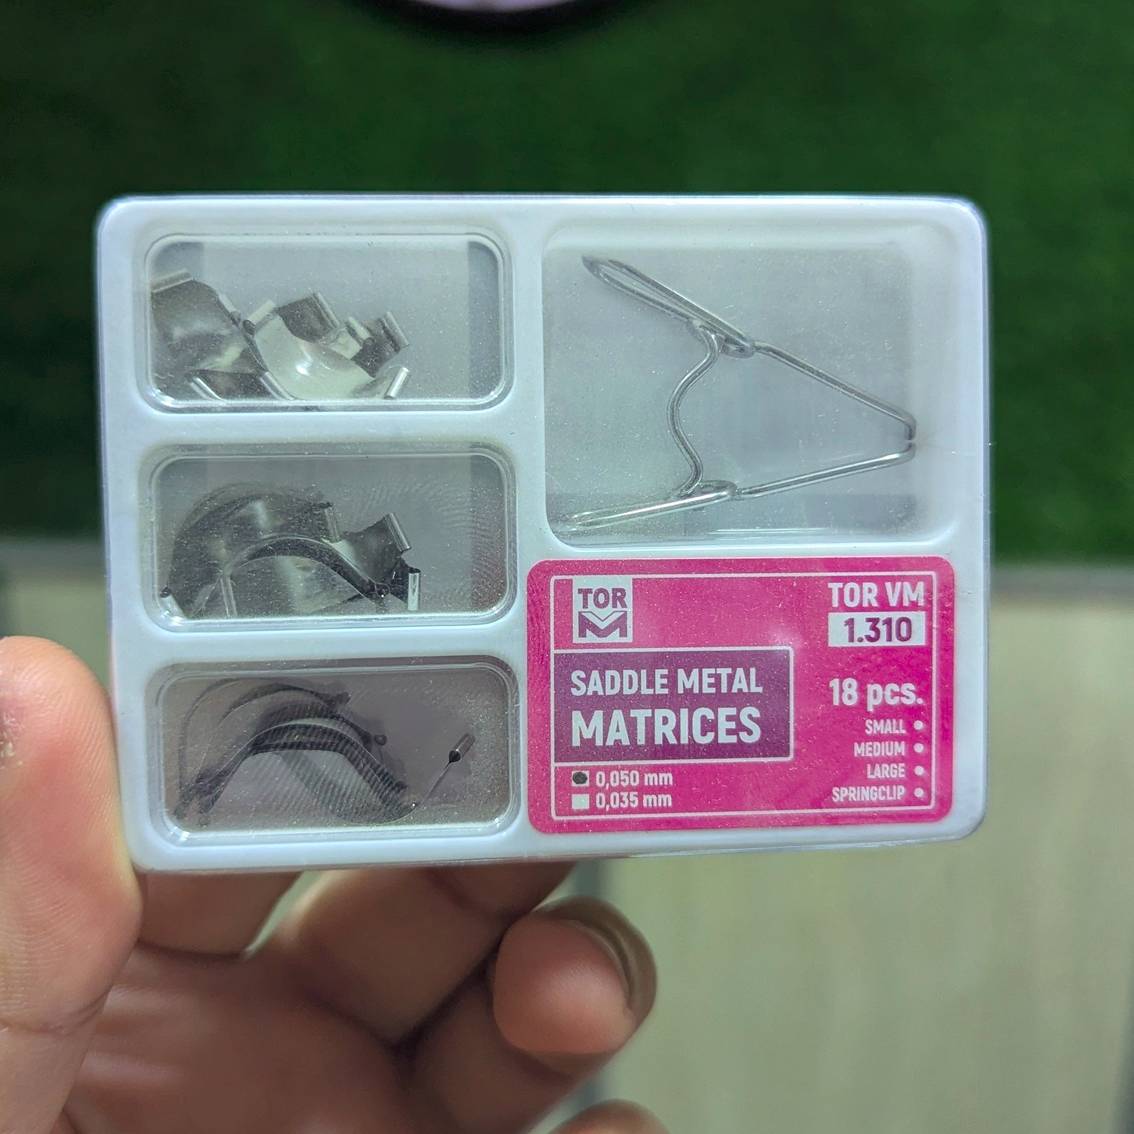 TOR
M
TOR VM
1.310
SADDLE METAL
MATRICES
18 pcs.
SMALL •
MEDIUM •
LARGE •
SPRINGCLIP •
0,050 mm
0,035 mm